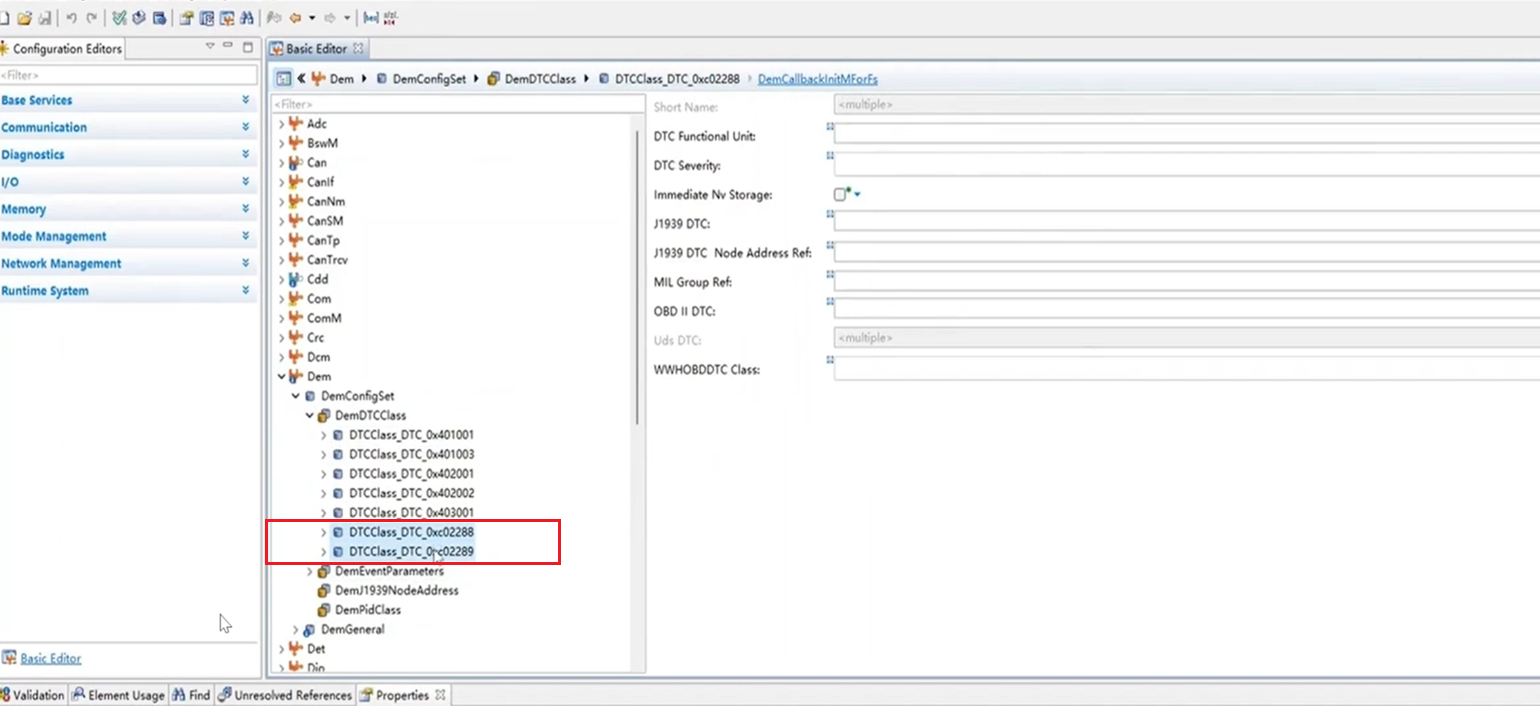 Configuration Editors
<Filter>
Base Services
Communication
Diagnostics
I/O
Memory
Mode Management
Network Management
Runtime System
Basic Editor
Basic Editor
Dem
DemConfigSet
DemDTCClass
DTCClass_DTC_0xc02288
DemCallbackInitMForFs
<Filter>
Adc
BswM
Can
CanIf
CanNm
CanSM
CanTp
CanTrcv
Cdd
Com
ComM
Crc
Dcm
Dem
DemConfigSet
DemDTCClass
DTCClass_DTC_0x401001
DTCClass_DTC_0x401003
DTCClass_DTC_0x402001
DTCClass_DTC_0x402002
DTCClass_DTC_0x403001
DTCClass_DTC_0xc02288
DTCClass_DTC_0xc02289
DemEventParameters
DemJ1939NodeAddress
DemPidClass
DemGeneral
Det
Dio
Short Name: <multiple>
DTC Functional Unit:
DTC Severity:
Immediate Nv Storage:
J1939 DTC:
J1939 DTC Node Address Ref:
MIL Group Ref:
OBD II DTC:
Uds DTC: <multiple>
WWHOBDDTC Class:
Validation
Element Usage
Find
Unresolved References
Properties